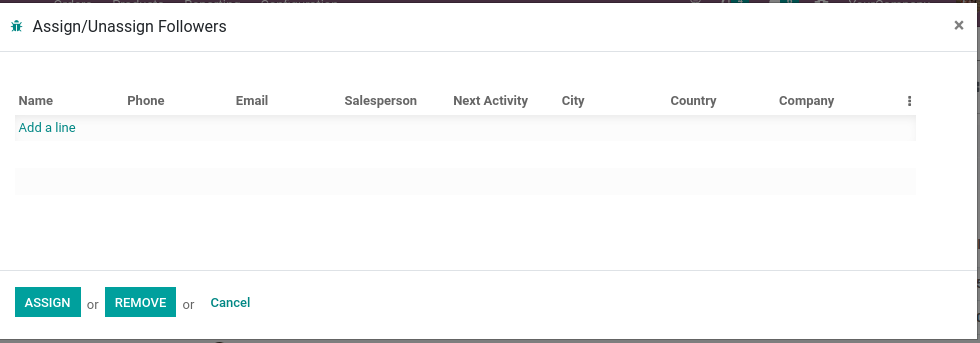 Assign/Unassign Followers ×
Name Phone Email Salesperson Next Activity City Country Company
Add a line
ASSIGN or REMOVE or Cancel